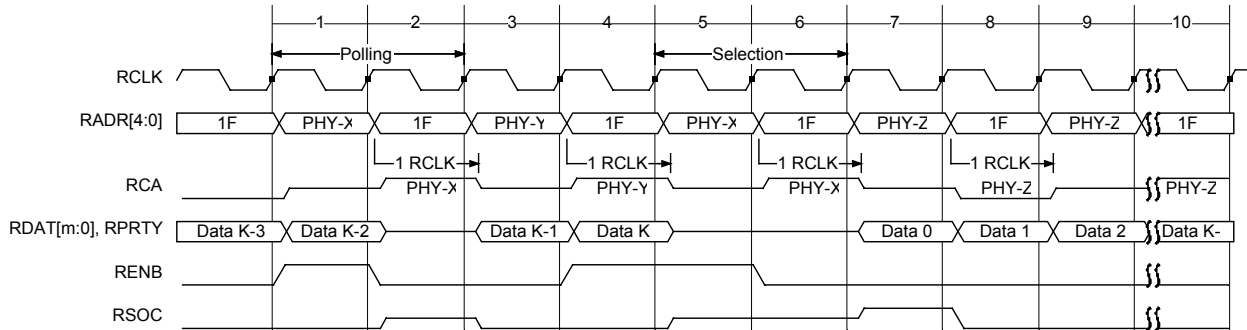 1 2 3 4 5 6 7 8 9 10
Polling Selection
RCLK
RADR[4:0] 1F PHY-X 1F PHY-Y 1F PHY-X 1F PHY-Z 1F PHY-Z 1F
1 RCLK 1 RCLK 1 RCLK 1 RCLK
RCA PHY-X PHY-Y PHY-X PHY-Z PHY-Z
RDAT[m:0], RPRTY Data K-3 Data K-2 Data K-1 Data K Data 0 Data 1 Data 2 Data K-
RENB
RSOC